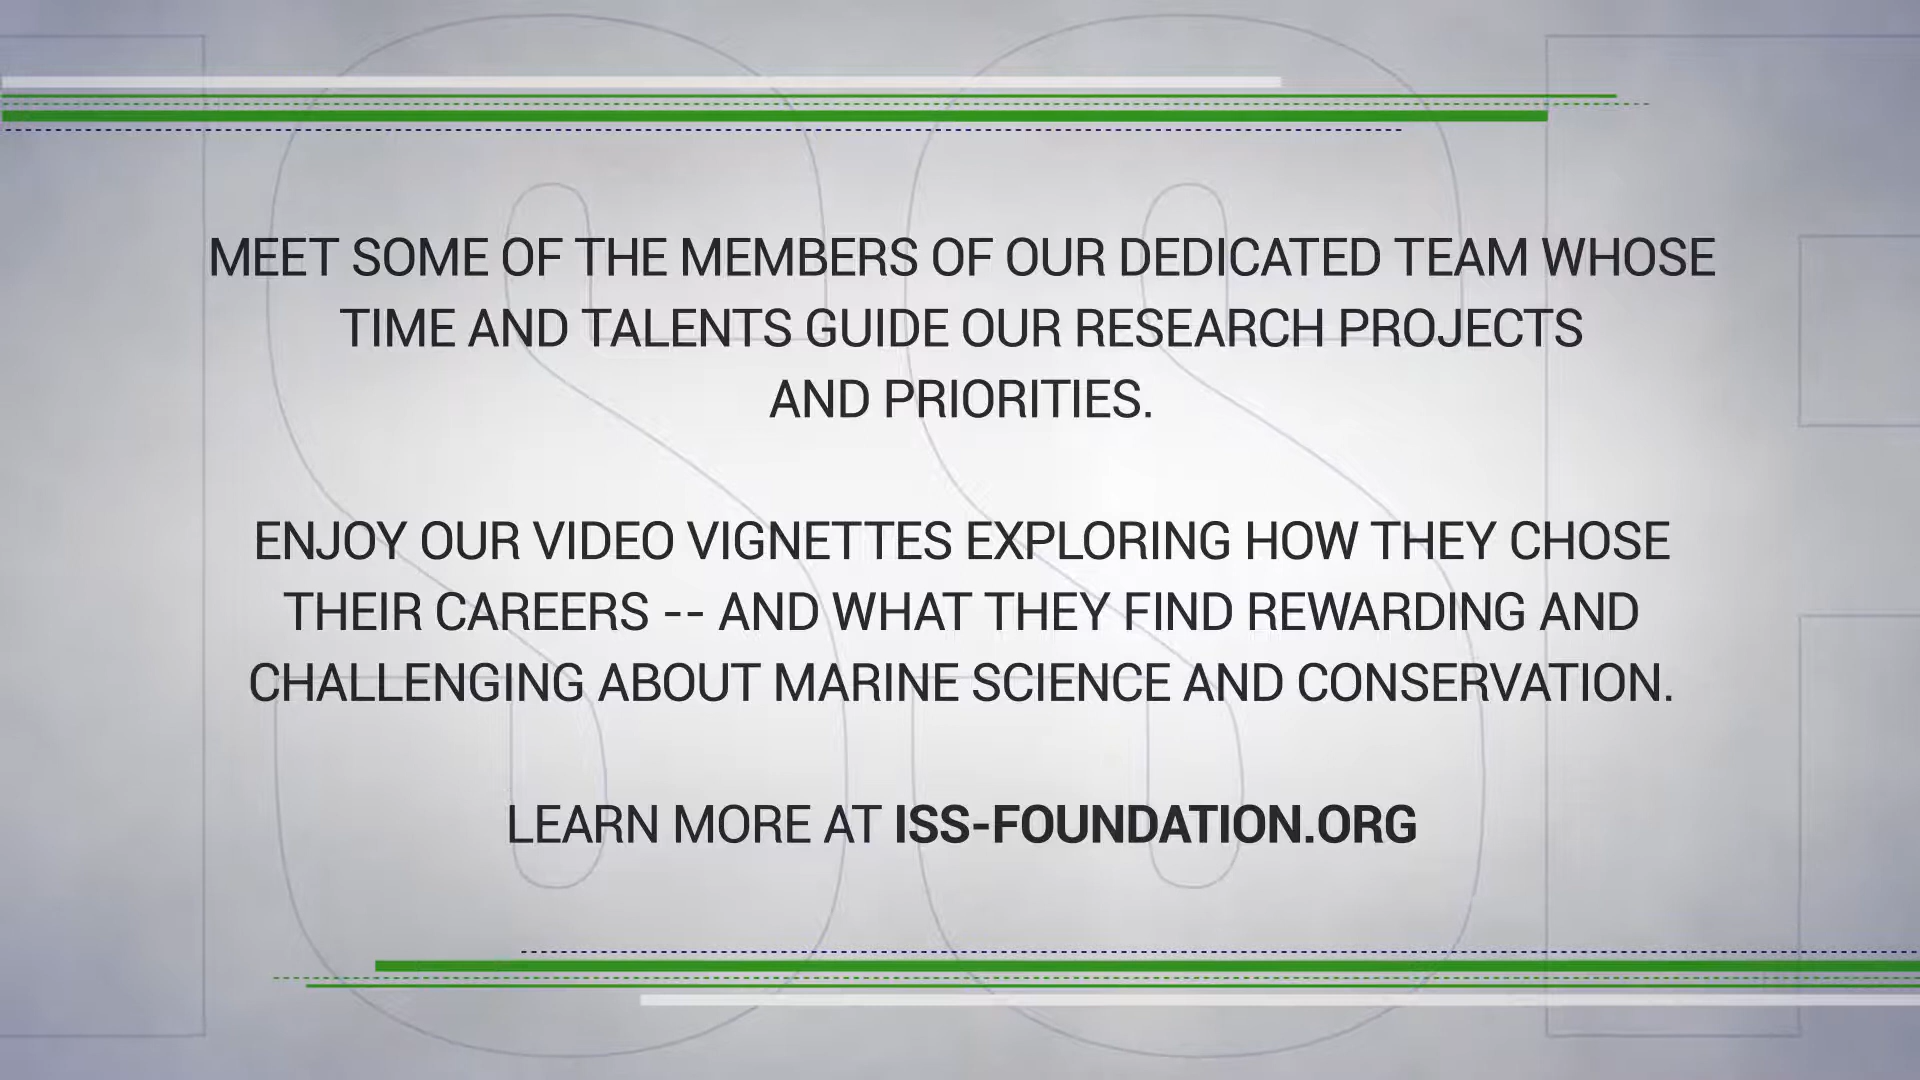 MEET SOME OF THE MEMBERS OF OUR DEDICATED TEAM WHOSE
TIME AND TALENTS GUIDE OUR RESEARCH PROJECTS
AND PRIORITIES.
ENJOY OUR VIDEO VIGNETTES EXPLORING HOW THEY CHOSE
THEIR CAREERS -- AND WHAT THEY FIND REWARDING AND
CHALLENGING ABOUT MARINE SCIENCE AND CONSERVATION.
LEARN MORE AT ISS-FOUNDATION.ORG